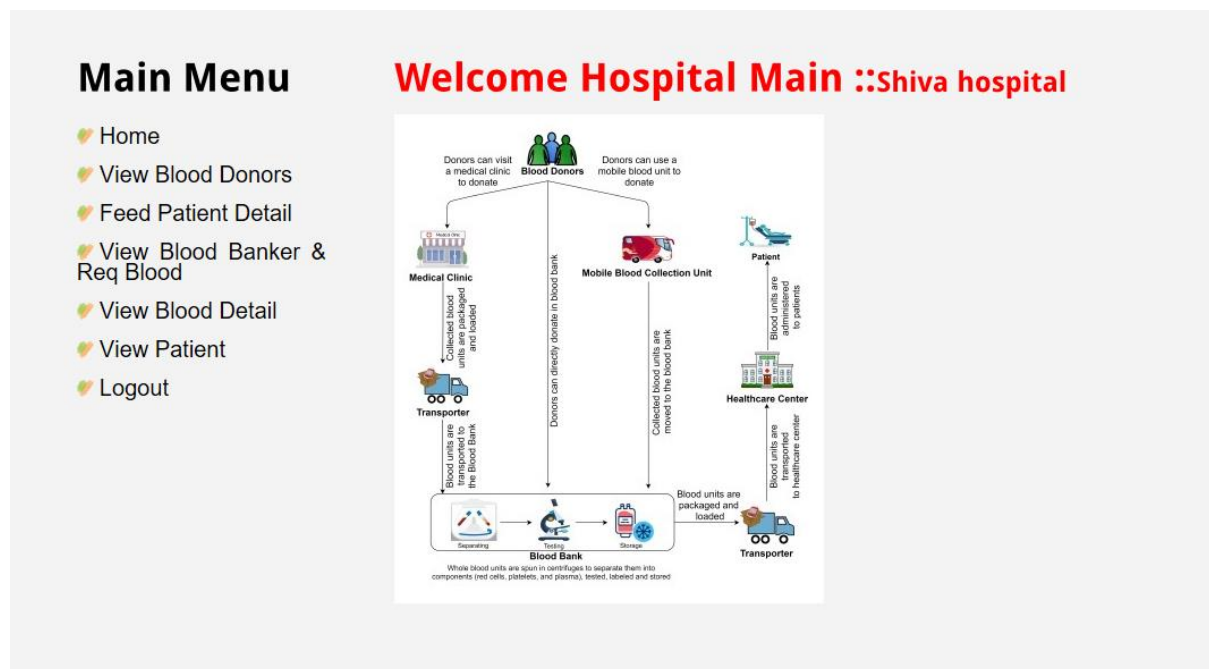 Main Menu
Home
View Blood Donors
Feed Patient Detail
View Blood Banker &
Req Blood
View Blood Detail
View Patient
Logout
Welcome Hospital Main ::Shiva hospital
Donors can visit
a medical clinic
to donate
Blood Donors
Donors can use a
mobile blood unit to
donate
Medical Clinic
Mobile Blood Collection Unit
Patient
Collected blood
units are packaged
and loaded
Donors can directly donate in blood bank
Collected blood units are
moved to the blood bank
Blood units are
administered
to patients
Transporter
Healthcare Center
Blood units are
transported to
the Blood Bank
Blood units are
transported
to healthcare center
Separating
Testing
Storage
Blood Bank
Blood units are
packaged and
loaded
Transporter
Whole blood units are spun in centrifuges to separate them into
components (red cells, platelets, and plasma), tested, labeled and stored